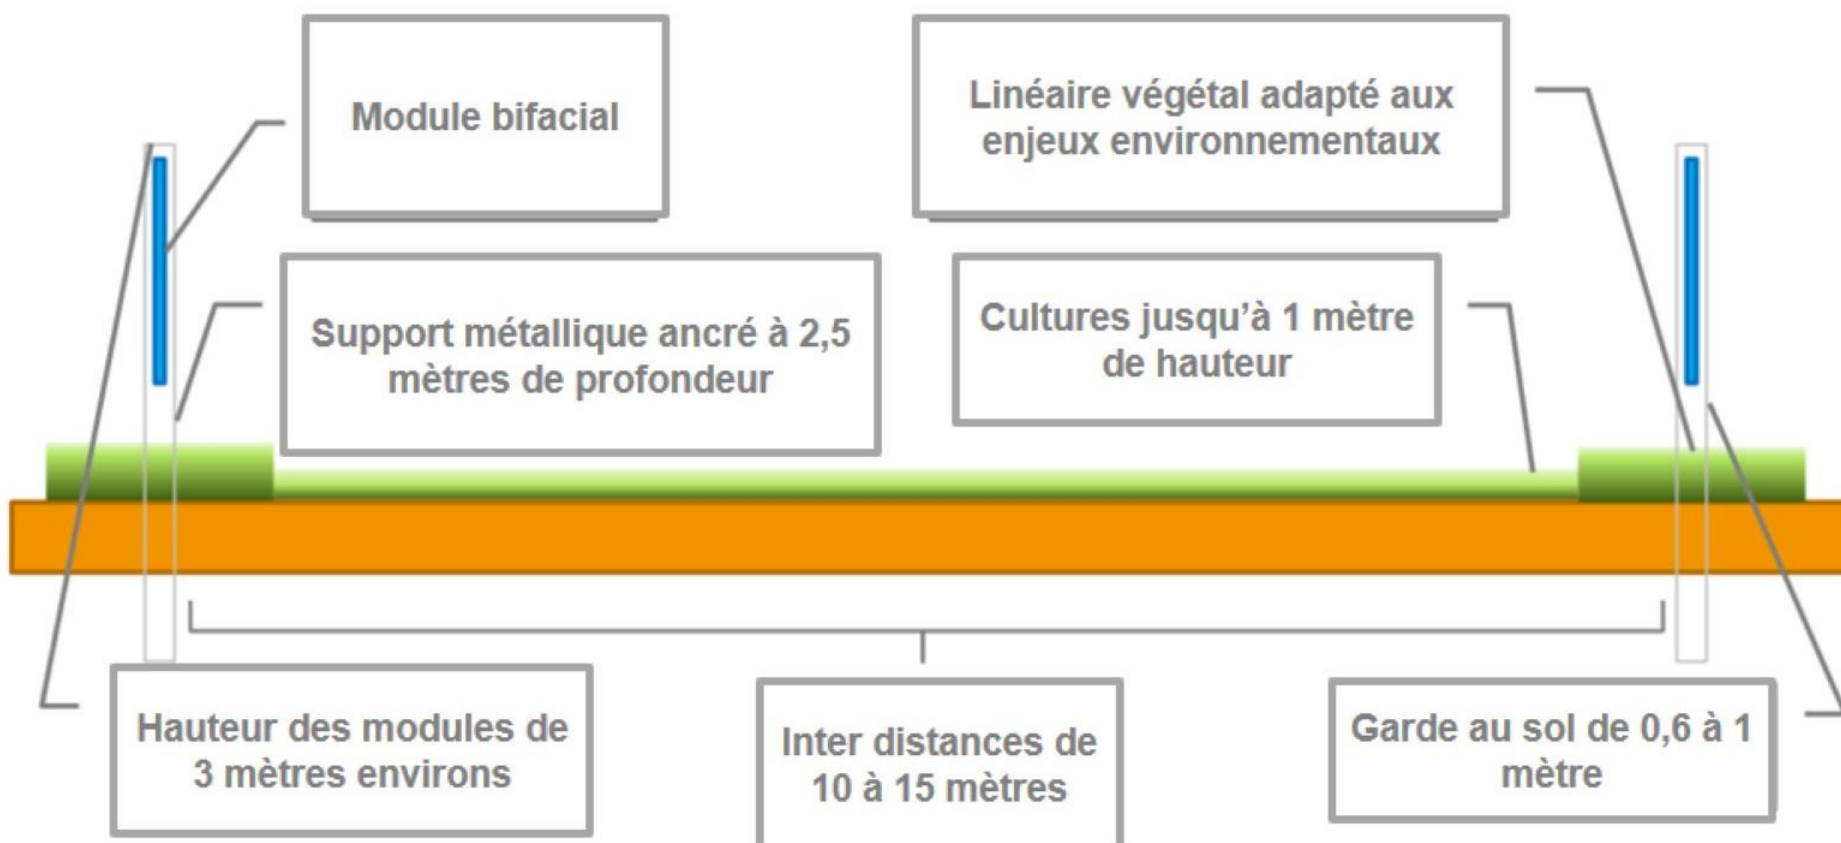 Module bifacial
Linéaire végétal adapté aux
enjeux environnementaux
Support métallique ancré à 2,5
mètres de profondeur
Cultures jusqu’à 1 mètre
de hauteur
Hauteur des modules de
3 mètres environs
Inter distances de
10 à 15 mètres
Garde au sol de 0,6 à 1
mètre